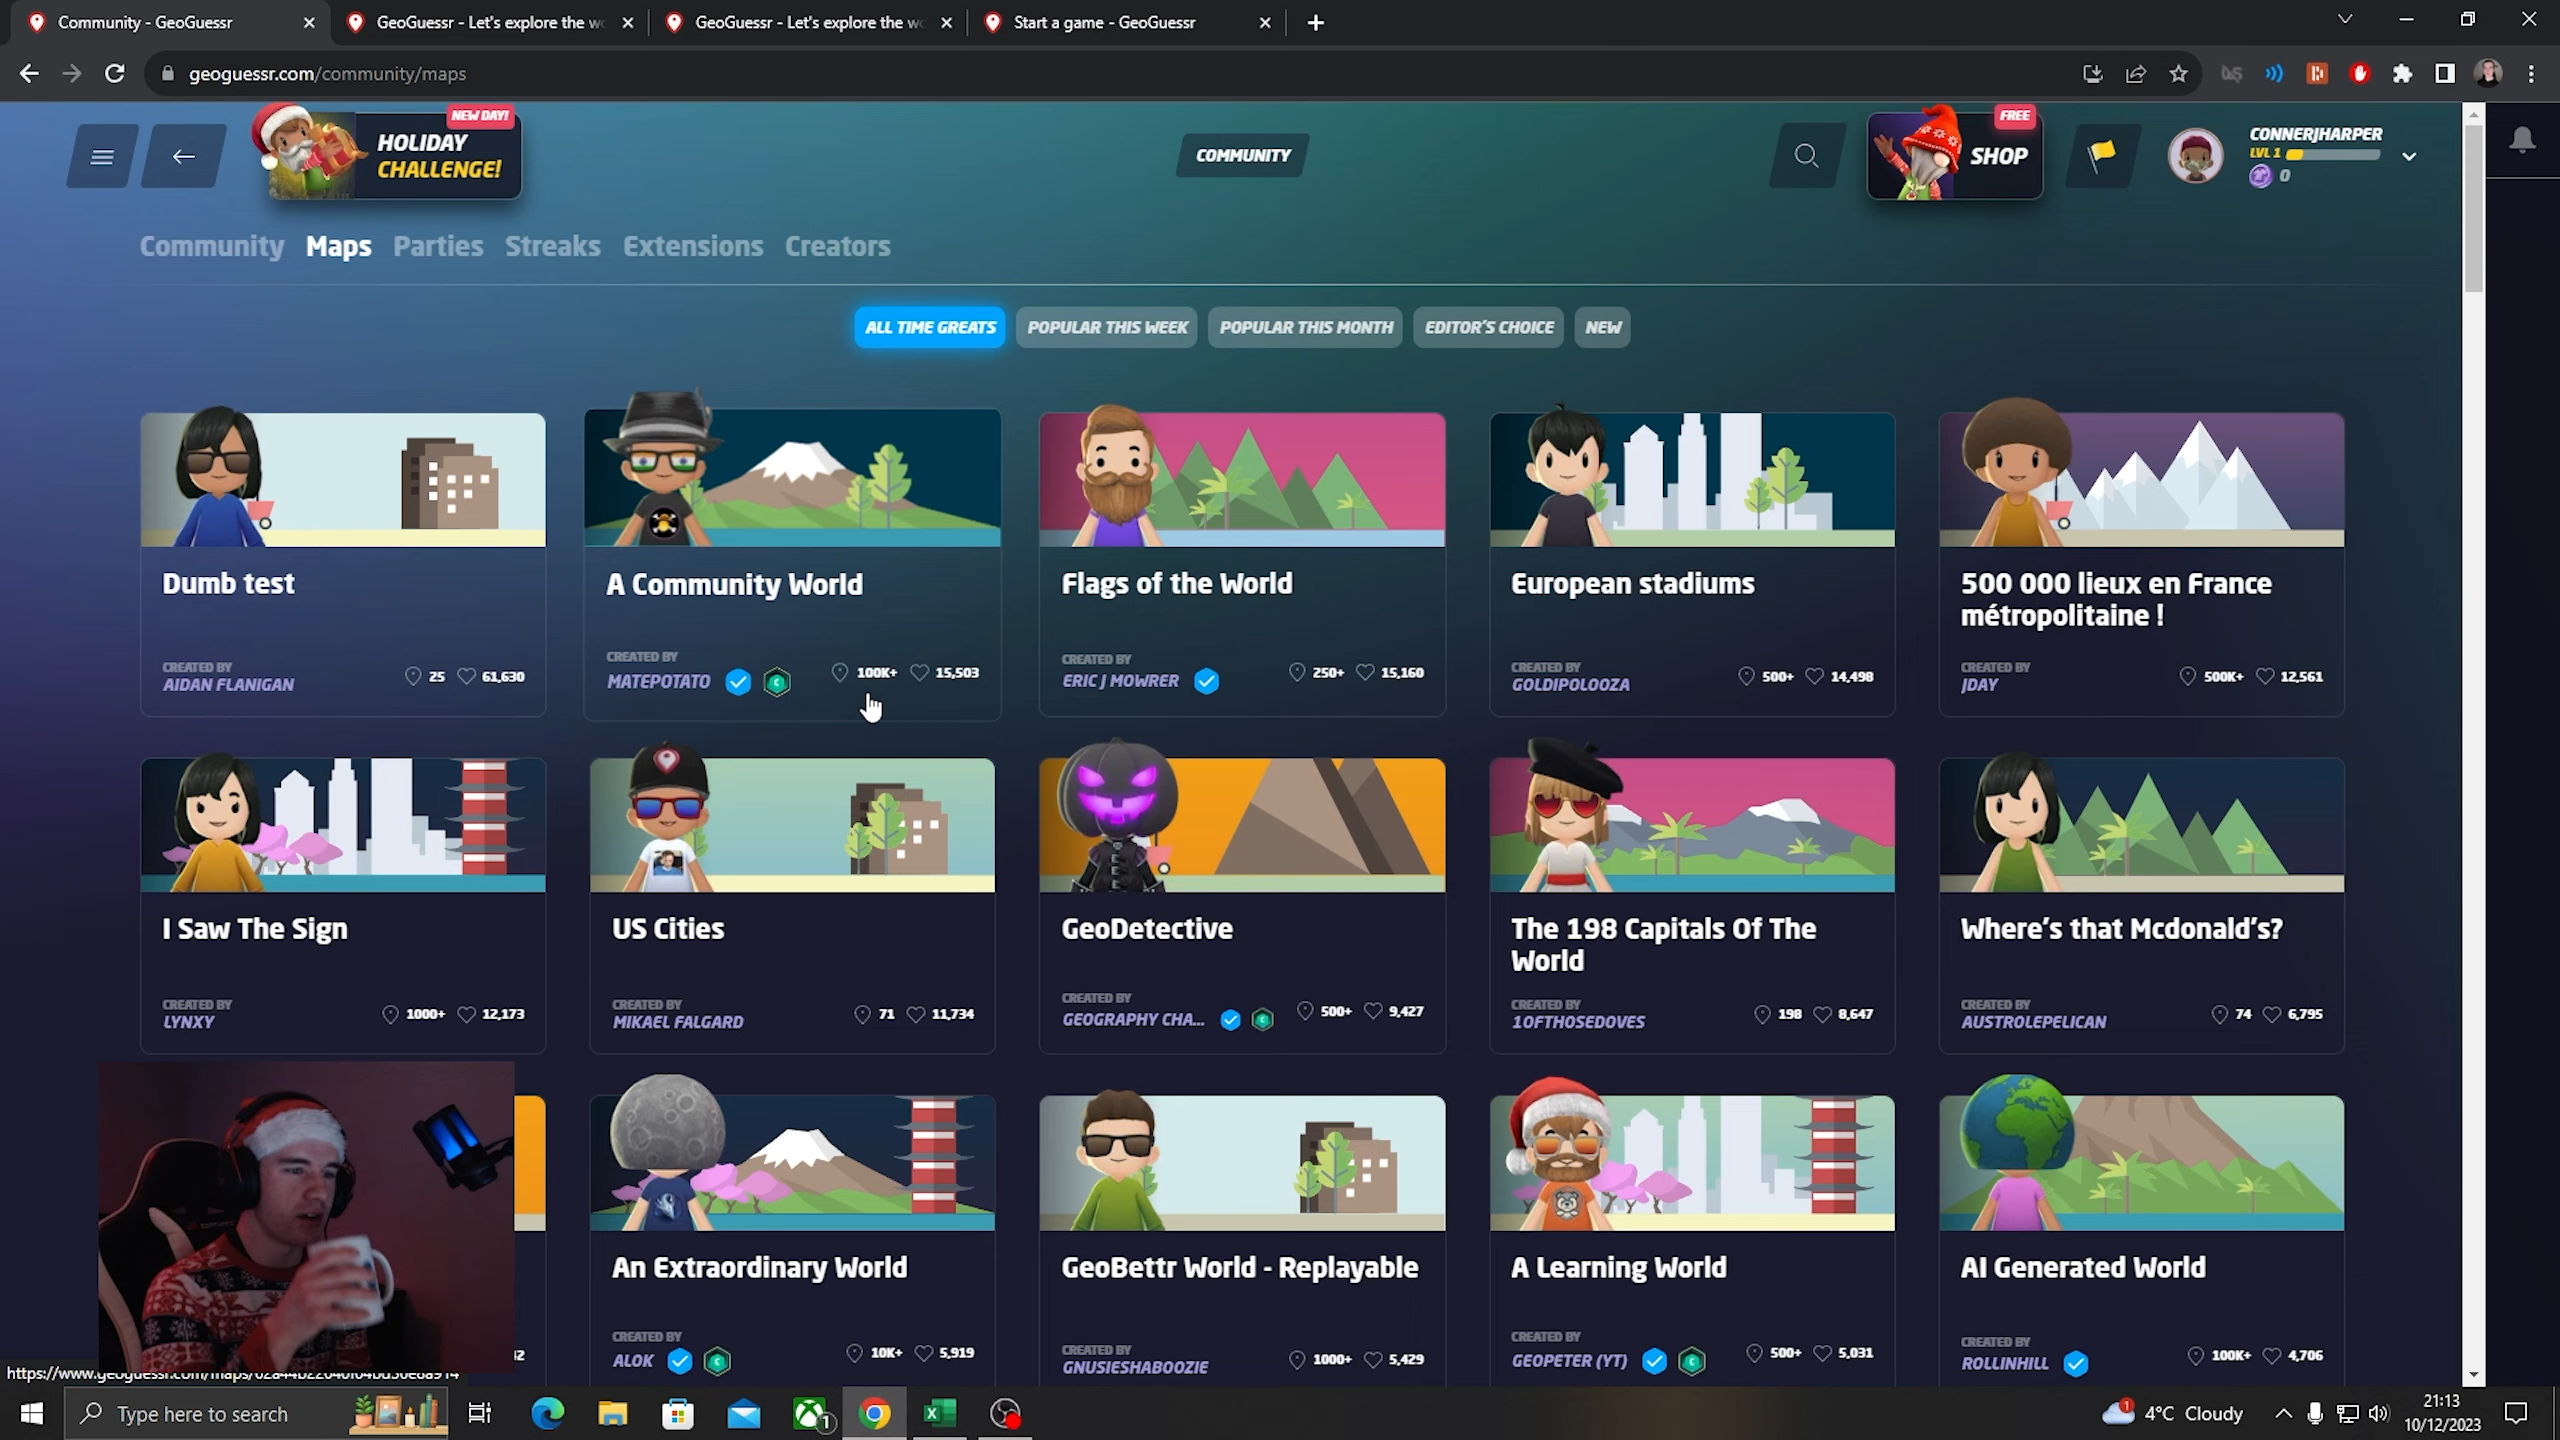 Community - GeoGuessr
GeoGuessr - Let's explore the w
GeoGuessr - Let's explore the w
Start a game - GeoGuessr
geoguessr.com/community/maps
NEW DAY!
HOLIDAY
CHALLENGE!
COMMUNITY
FREE
SHOP
CONNERJHARPER
LVL 1
0
Community Maps Parties Streaks Extensions Creators
ALL TIME GREATS
POPULAR THIS WEEK
POPULAR THIS MONTH
EDITOR'S CHOICE
NEW
Dumb test
CREATED BY
AIDAN FLANIGAN
25
61,630
A Community World
CREATED BY
MATEPOTATO
100K+
15,503
Flags of the World
CREATED BY
ERIC J MOWRER
250+
15,160
European stadiums
CREATED BY
GOLDIPOLOOZA
500+
14,498
500 000 lieux en France
métropolitaine !
CREATED BY
JDAY
500K+
12,561
I Saw The Sign
CREATED BY
LYNXY
1000+
12,173
US Cities
CREATED BY
MIKAEL FALGARD
71
11,734
GeoDetective
CREATED BY
GEOGRAPHY CHA...
500+
9,427
The 198 Capitals Of The
World
CREATED BY
1OFTHOSEDOVES
198
8,647
Where's that Mcdonald's?
CREATED BY
AUSTROLEPELICAN
74
6,795
An Extraordinary World
CREATED BY
ALOK
10K+
5,919
GeoBettr World - Replayable
CREATED BY
GNUSIESHABOOZIE
1000+
5,429
A Learning World
CREATED BY
GEOPETER (YT)
500+
5,031
AI Generated World
CREATED BY
ROLLINHILL
100K+
4,706
Type here to search
1
1
4°C Cloudy
21:13
10/12/2023